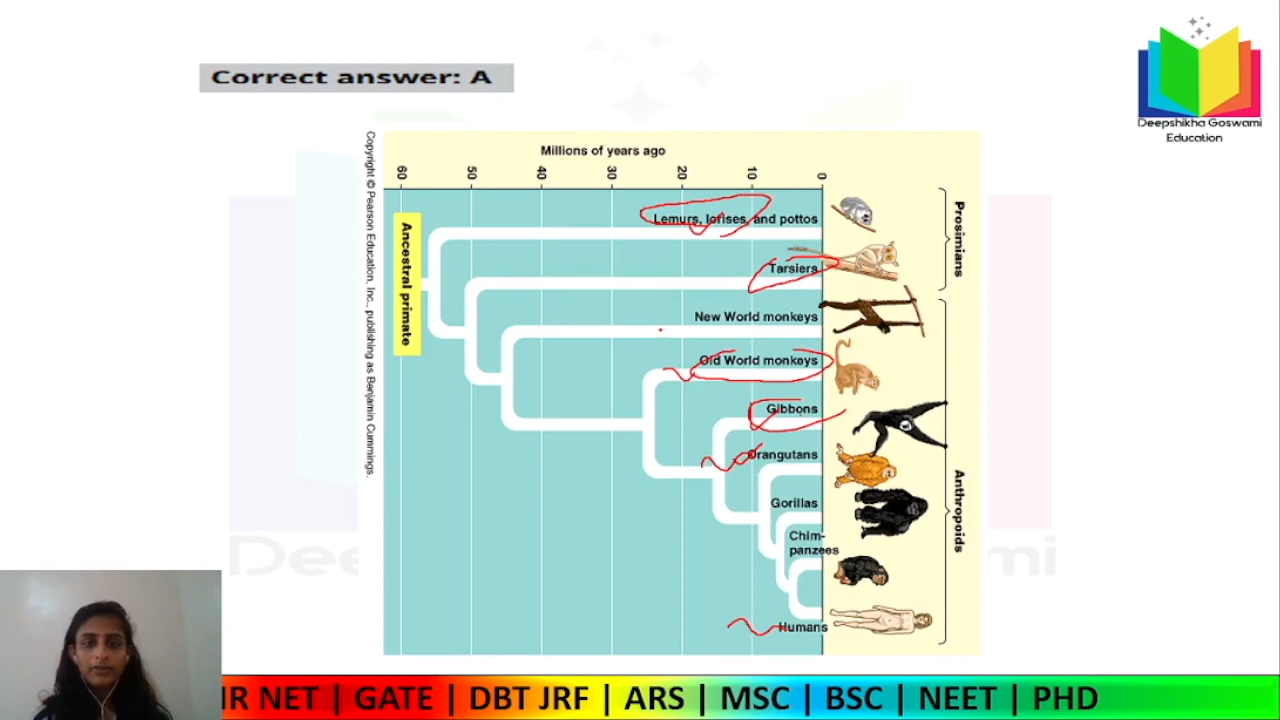 Correct answer: A
Deepshikha Goswami
Education
Millions of years ago
60 50 40 30 20 10 0
Copyright © Pearson Education, Inc., publishing as Benjamin Cummings.
Ancestral primate
Lemurs, lorises, and pottos
Tarsiers
New World monkeys
Old World monkeys
Gibbons
Orangutans
Gorillas
Chim-
panzees
Humans
Prosimians
Anthropoids
IR NET | GATE | DBT JRF | ARS | MSC | BSC | NEET | PHD